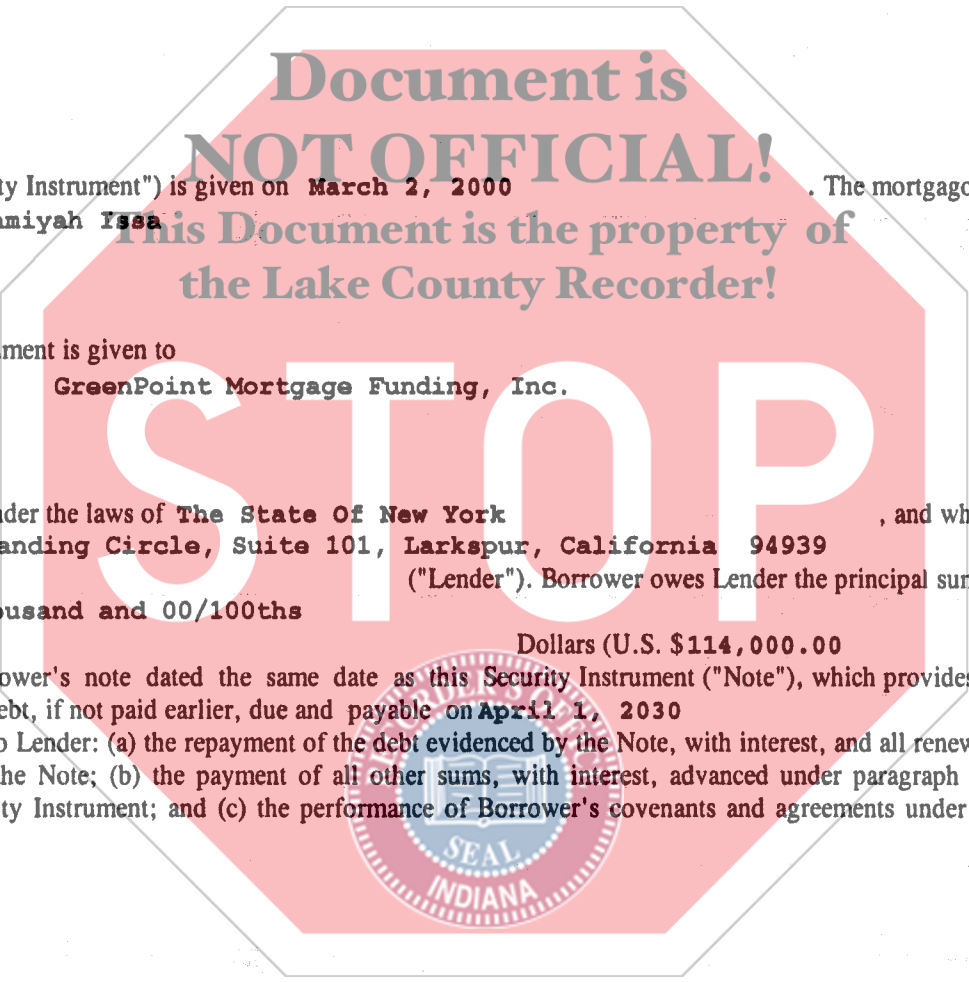 Document is
NOT OFFICIAL!
ty Instrument") is given on March 2, 2000 . The mortgago
amiyah Issa
This Document is the property of
the Lake County Recorder!
ment is given to
GreenPoint Mortgage Funding, Inc.
STOP
nder the laws of The State Of New York , and wh
anding Circle, Suite 101, Larkspur, California 94939
("Lender"). Borrower owes Lender the principal sum
ousand and 00/100ths
Dollars (U.S. $114,000.00
ower's note dated the same date as this Security Instrument ("Note"), which provides
ebt, if not paid earlier, due and payable on April 1, 2030
o Lender: (a) the repayment of the debt evidenced by the Note, with interest, and all renew
he Note; (b) the payment of all other sums, with interest, advanced under paragraph
ty Instrument; and (c) the performance of Borrower's covenants and agreements under
RECORDER'S OFFICE
SEAL
INDIANA